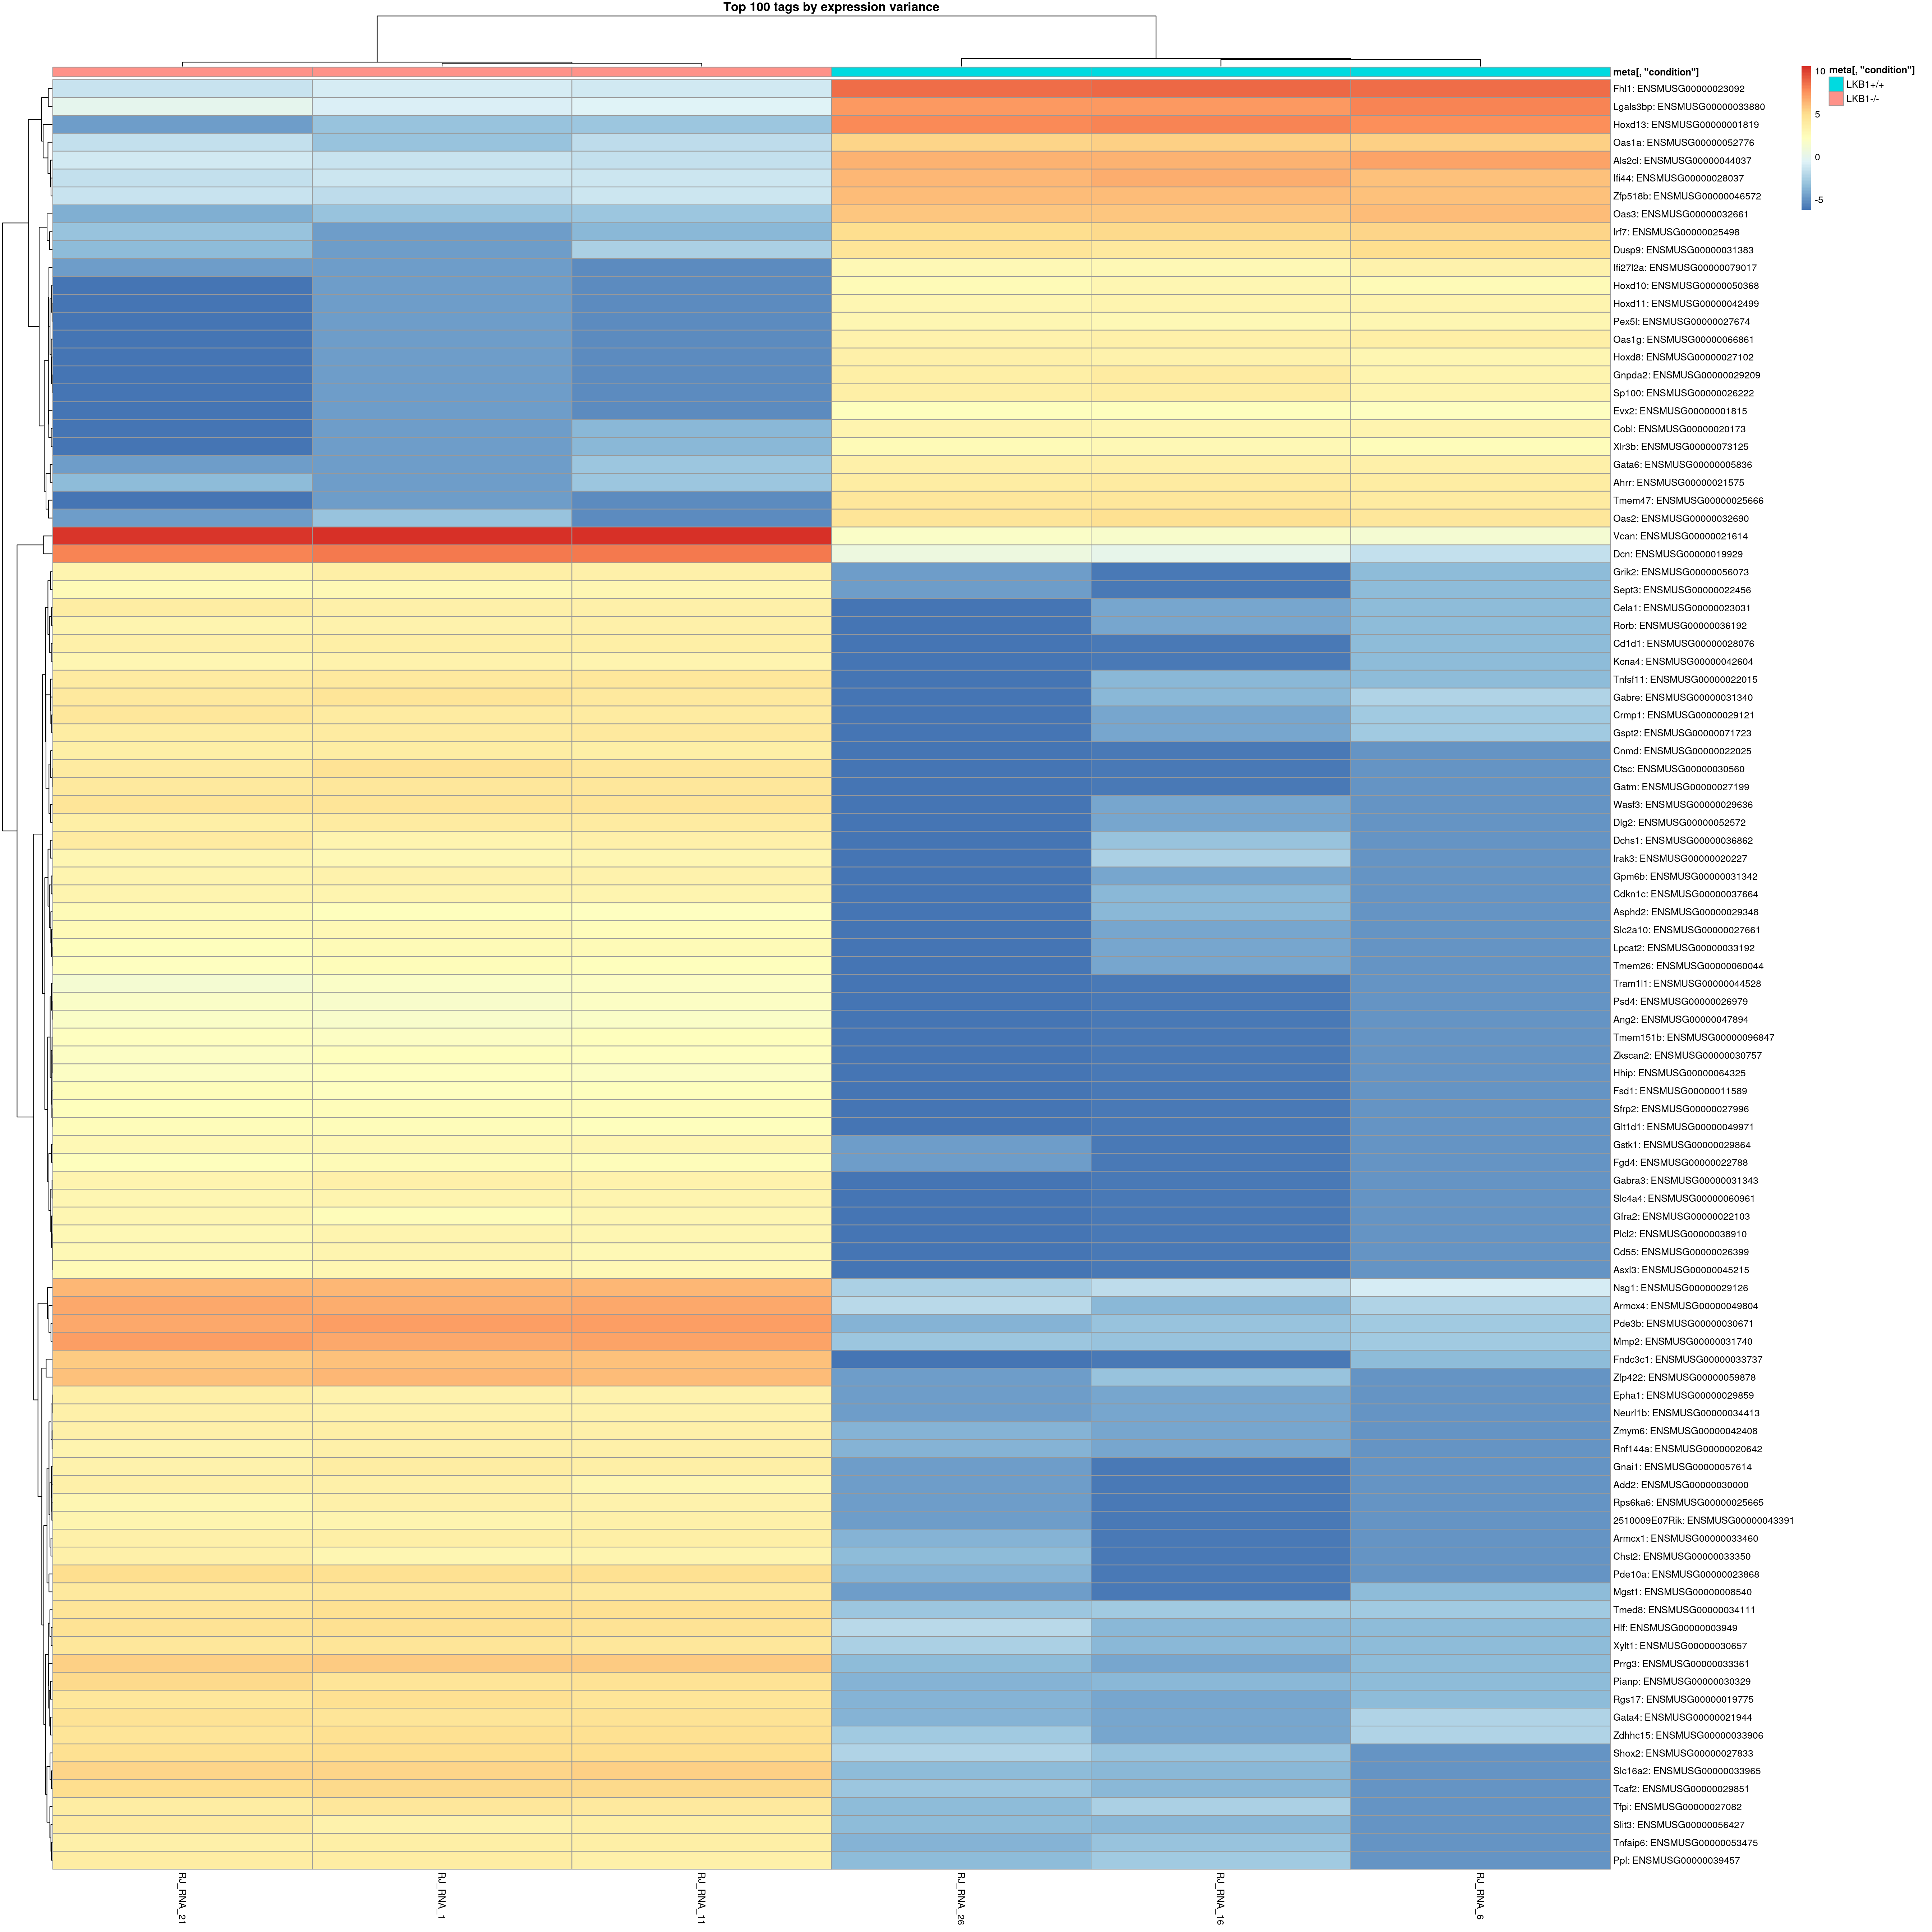 Top 100 tags by expression variance
meta[, "condition"]
10
5
0
-5
meta[, "condition"]
LKB1+/+
LKB1-/-
Fhl1: ENSMUSG00000023092
Lgals3bp: ENSMUSG00000033880
Hoxd13: ENSMUSG00000001819
Oas1a: ENSMUSG00000052776
Als2cl: ENSMUSG00000044037
Ifi44: ENSMUSG00000028037
Zfp518b: ENSMUSG00000046572
Oas3: ENSMUSG00000032661
Irf7: ENSMUSG00000025498
Dusp9: ENSMUSG00000031383
Ifi27l2a: ENSMUSG00000079017
Hoxd10: ENSMUSG00000050368
Hoxd11: ENSMUSG00000042499
Pex5l: ENSMUSG00000027674
Oas1g: ENSMUSG00000066861
Hoxd8: ENSMUSG00000027102
Gnpda2: ENSMUSG00000029209
Sp100: ENSMUSG00000026222
Evx2: ENSMUSG00000001815
Cobl: ENSMUSG00000020173
Xlr3b: ENSMUSG00000073125
Gata6: ENSMUSG00000005836
Ahrr: ENSMUSG00000021575
Tmem47: ENSMUSG00000025666
Oas2: ENSMUSG00000032690
Vcan: ENSMUSG00000021614
Dcn: ENSMUSG00000019929
Grik2: ENSMUSG00000056073
Sept3: ENSMUSG00000022456
Cela1: ENSMUSG00000023031
Rorb: ENSMUSG00000036192
Cd1d1: ENSMUSG00000028076
Kcna4: ENSMUSG00000042604
Tnfsf11: ENSMUSG00000022015
Gabre: ENSMUSG00000031340
Crmp1: ENSMUSG00000029121
Gspt2: ENSMUSG00000071723
Cnmd: ENSMUSG00000022025
Ctsc: ENSMUSG00000030560
Gatm: ENSMUSG00000027199
Wasf3: ENSMUSG00000029636
Dlg2: ENSMUSG00000052572
Dchs1: ENSMUSG00000036862
Irak3: ENSMUSG00000020227
Gpm6b: ENSMUSG00000031342
Cdkn1c: ENSMUSG00000037664
Asphd2: ENSMUSG00000029348
Slc2a10: ENSMUSG00000027661
Lpcat2: ENSMUSG00000033192
Tmem26: ENSMUSG00000060044
Tram1l1: ENSMUSG00000044528
Psd4: ENSMUSG00000026979
Ang2: ENSMUSG00000047894
Tmem151b: ENSMUSG00000096847
Zkscan2: ENSMUSG00000030757
Hhip: ENSMUSG00000064325
Fsd1: ENSMUSG00000011589
Sfrp2: ENSMUSG00000027996
Glt1d1: ENSMUSG00000049971
Gstk1: ENSMUSG00000029864
Fgd4: ENSMUSG00000022788
Gabra3: ENSMUSG00000031343
Slc4a4: ENSMUSG00000060961
Gfra2: ENSMUSG00000022103
Plcl2: ENSMUSG00000038910
Cd55: ENSMUSG00000026399
Asxl3: ENSMUSG00000045215
Nsg1: ENSMUSG00000029126
Armcx4: ENSMUSG00000049804
Pde3b: ENSMUSG00000030671
Mmp2: ENSMUSG00000031740
Fndc3c1: ENSMUSG00000033737
Zfp422: ENSMUSG00000059878
Epha1: ENSMUSG00000029859
Neurl1b: ENSMUSG00000034413
Zmym6: ENSMUSG00000042408
Rnf144a: ENSMUSG00000020642
Gnai1: ENSMUSG00000057614
Add2: ENSMUSG00000030000
Rps6ka6: ENSMUSG00000025665
2510009E07Rik: ENSMUSG00000043391
Armcx1: ENSMUSG00000033460
Chst2: ENSMUSG00000033350
Pde10a: ENSMUSG00000023868
Mgst1: ENSMUSG00000008540
Tmed8: ENSMUSG00000034111
Hlf: ENSMUSG00000003949
Xylt1: ENSMUSG00000030657
Prrg3: ENSMUSG00000033361
Pianp: ENSMUSG00000030329
Rgs17: ENSMUSG00000019775
Gata4: ENSMUSG00000021944
Zdhhc15: ENSMUSG00000033906
Shox2: ENSMUSG00000027833
Slc16a2: ENSMUSG00000033965
Tcaf2: ENSMUSG00000029851
Tfpi: ENSMUSG00000027082
Slit3: ENSMUSG00000056427
Tnfaip6: ENSMUSG00000053475
Ppl: ENSMUSG00000039457
RJ_RNA_21
RJ_RNA_1
RJ_RNA_11
RJ_RNA_26
RJ_RNA_16
RJ_RNA_6